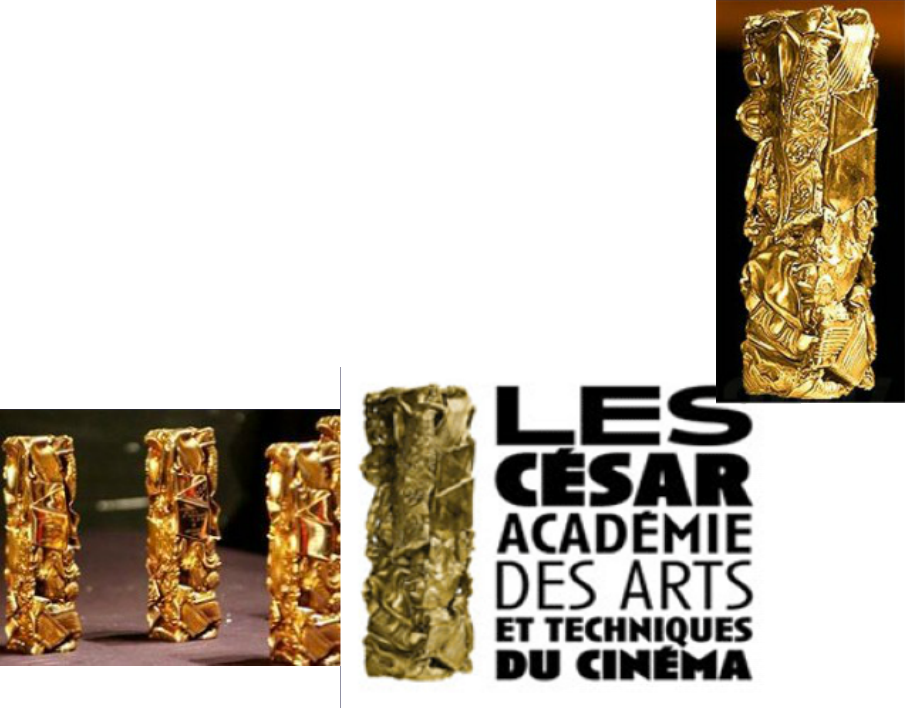 LES
CÉSAR
ACADÉMIE
DES ARTS
ET TECHNIQUES
DU CINÉMA